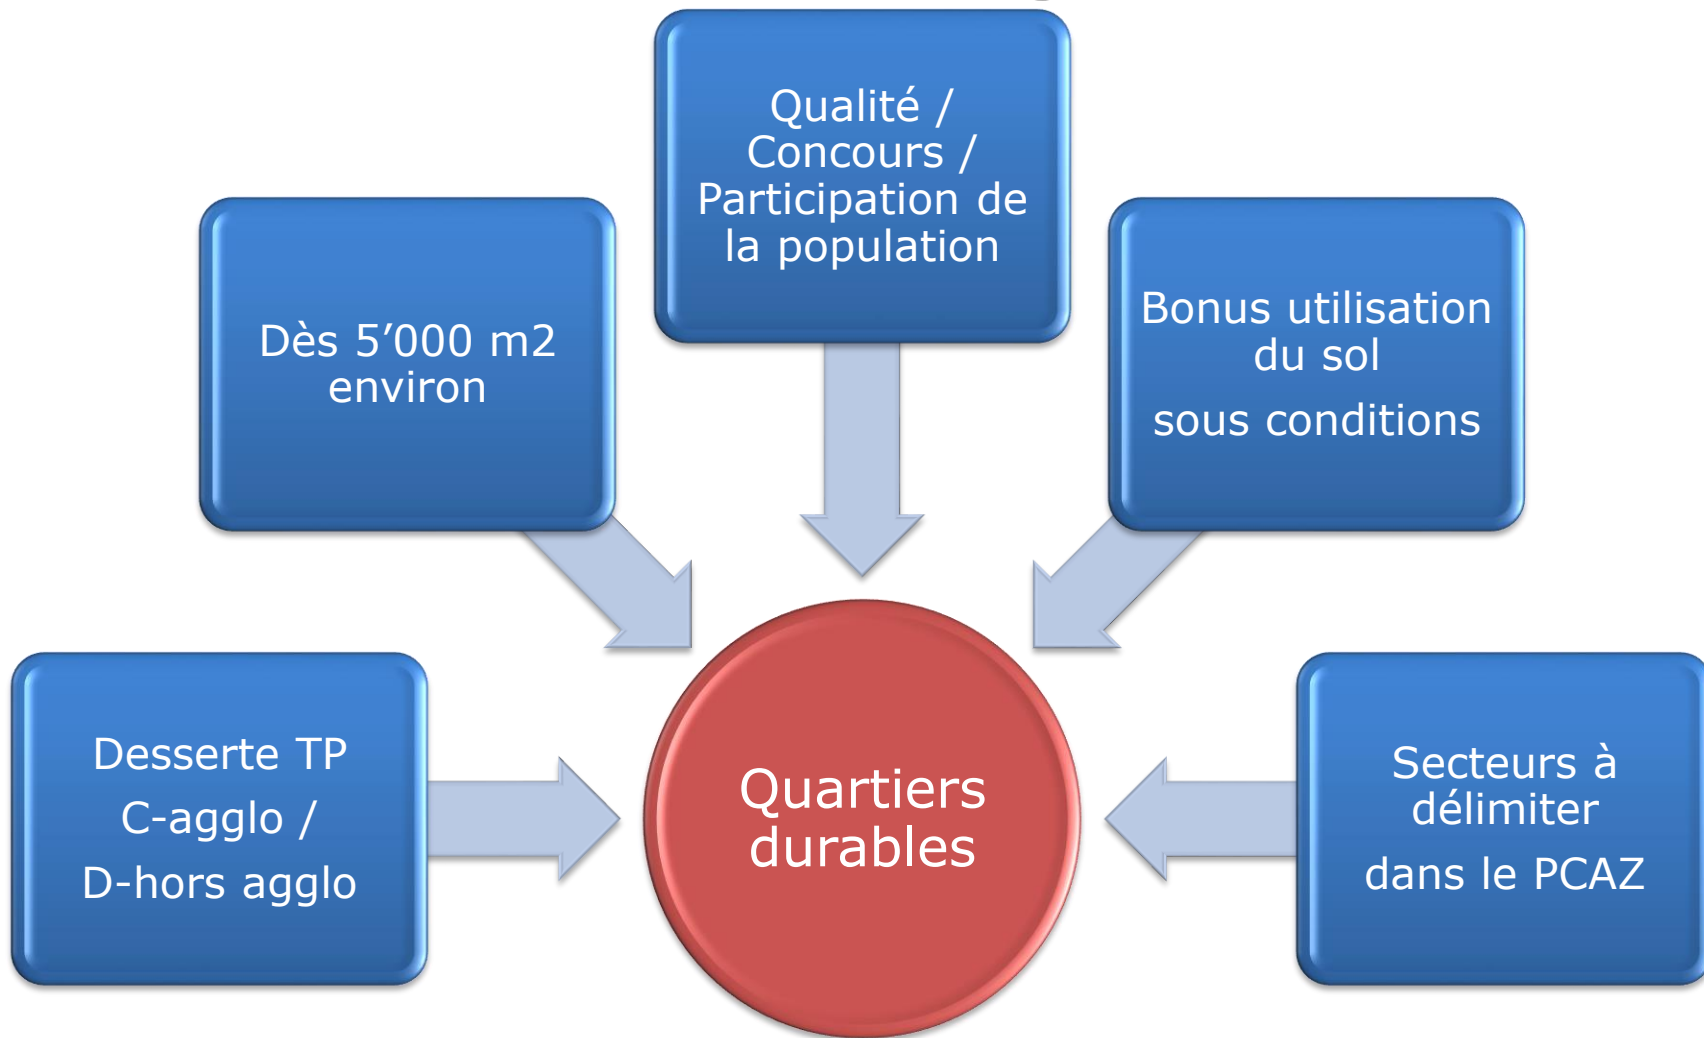 Qualité /
Concours /
Participation de
la population
Dès 5’000 m2
environ
Bonus utilisation
du sol
sous conditions
Desserte TP
C-agglo /
D-hors agglo
Quartiers
durables
Secteurs à
délimiter
dans le PCAZ